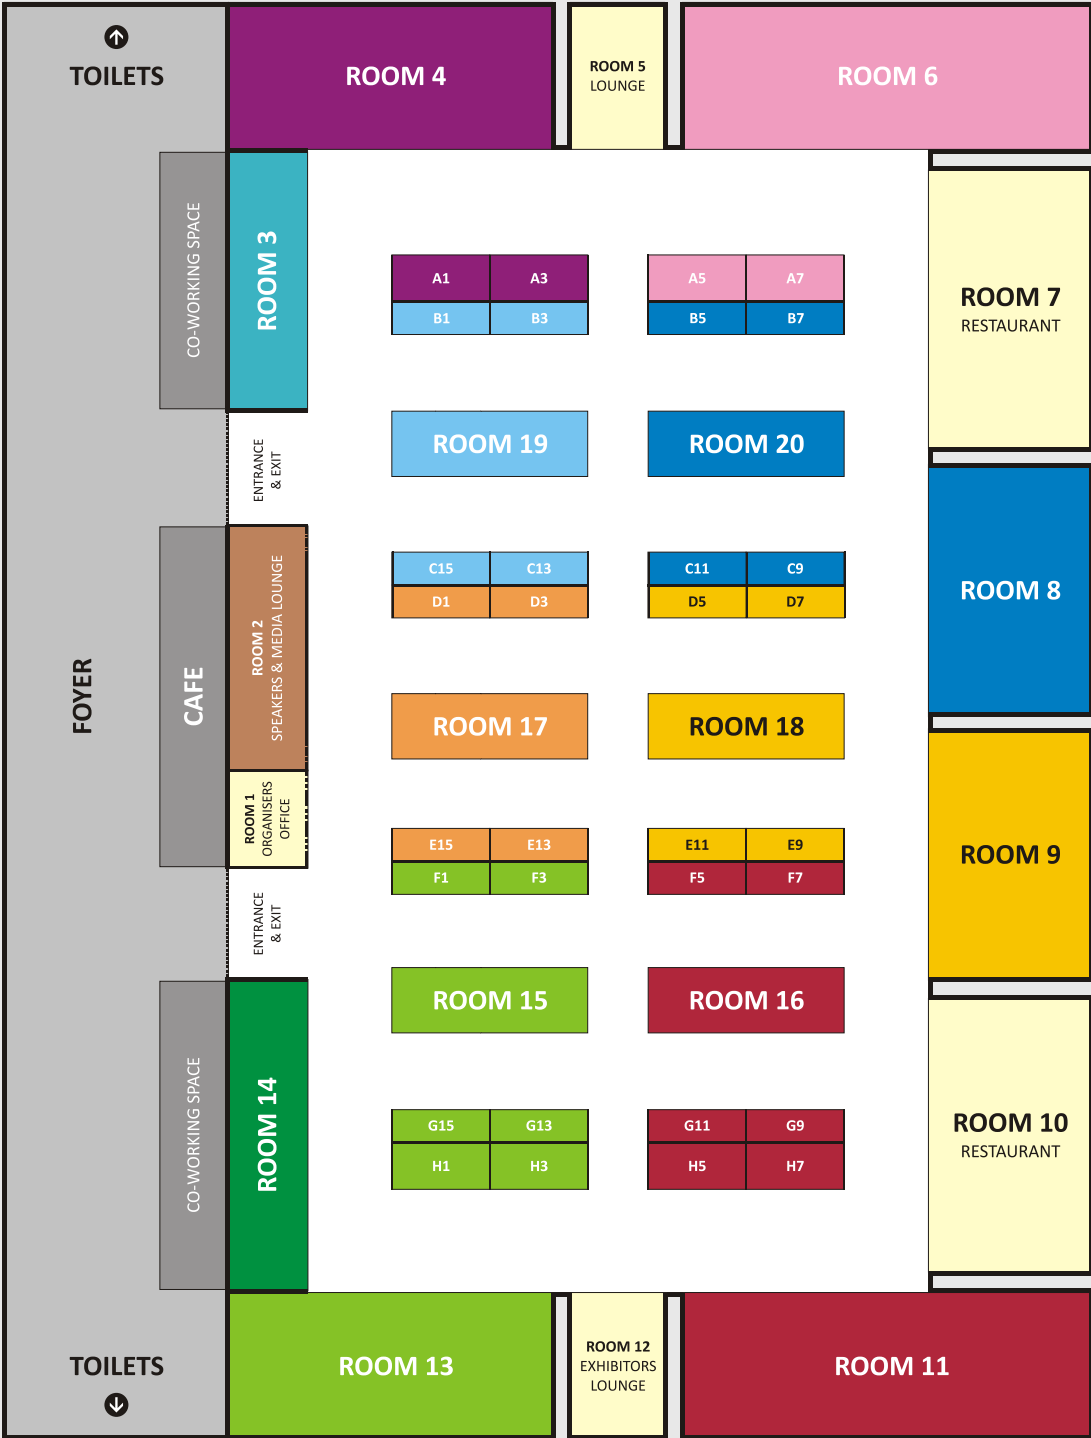 TOILETS
ROOM 4
ROOM 5
LOUNGE
ROOM 6
CO-WORKING SPACE
ROOM 3
A1
A3
A5
A7
B1
B3
B5
B7
ROOM 7
RESTAURANT
ENTRANCE
& EXIT
ROOM 19
ROOM 20
FOYER
CAFE
ROOM 2
SPEAKERS & MEDIA LOUNGE
C15
C13
C11
C9
D1
D3
D5
D7
ROOM 8
ROOM 17
ROOM 18
ROOM 1
ORGANISERS
OFFICE
E15
E13
E11
E9
F1
F3
F5
F7
ROOM 9
ENTRANCE
& EXIT
ROOM 15
ROOM 16
CO-WORKING SPACE
ROOM 14
G15
G13
G11
G9
H1
H3
H5
H7
ROOM 10
RESTAURANT
TOILETS
ROOM 13
ROOM 12
EXHIBITORS
LOUNGE
ROOM 11